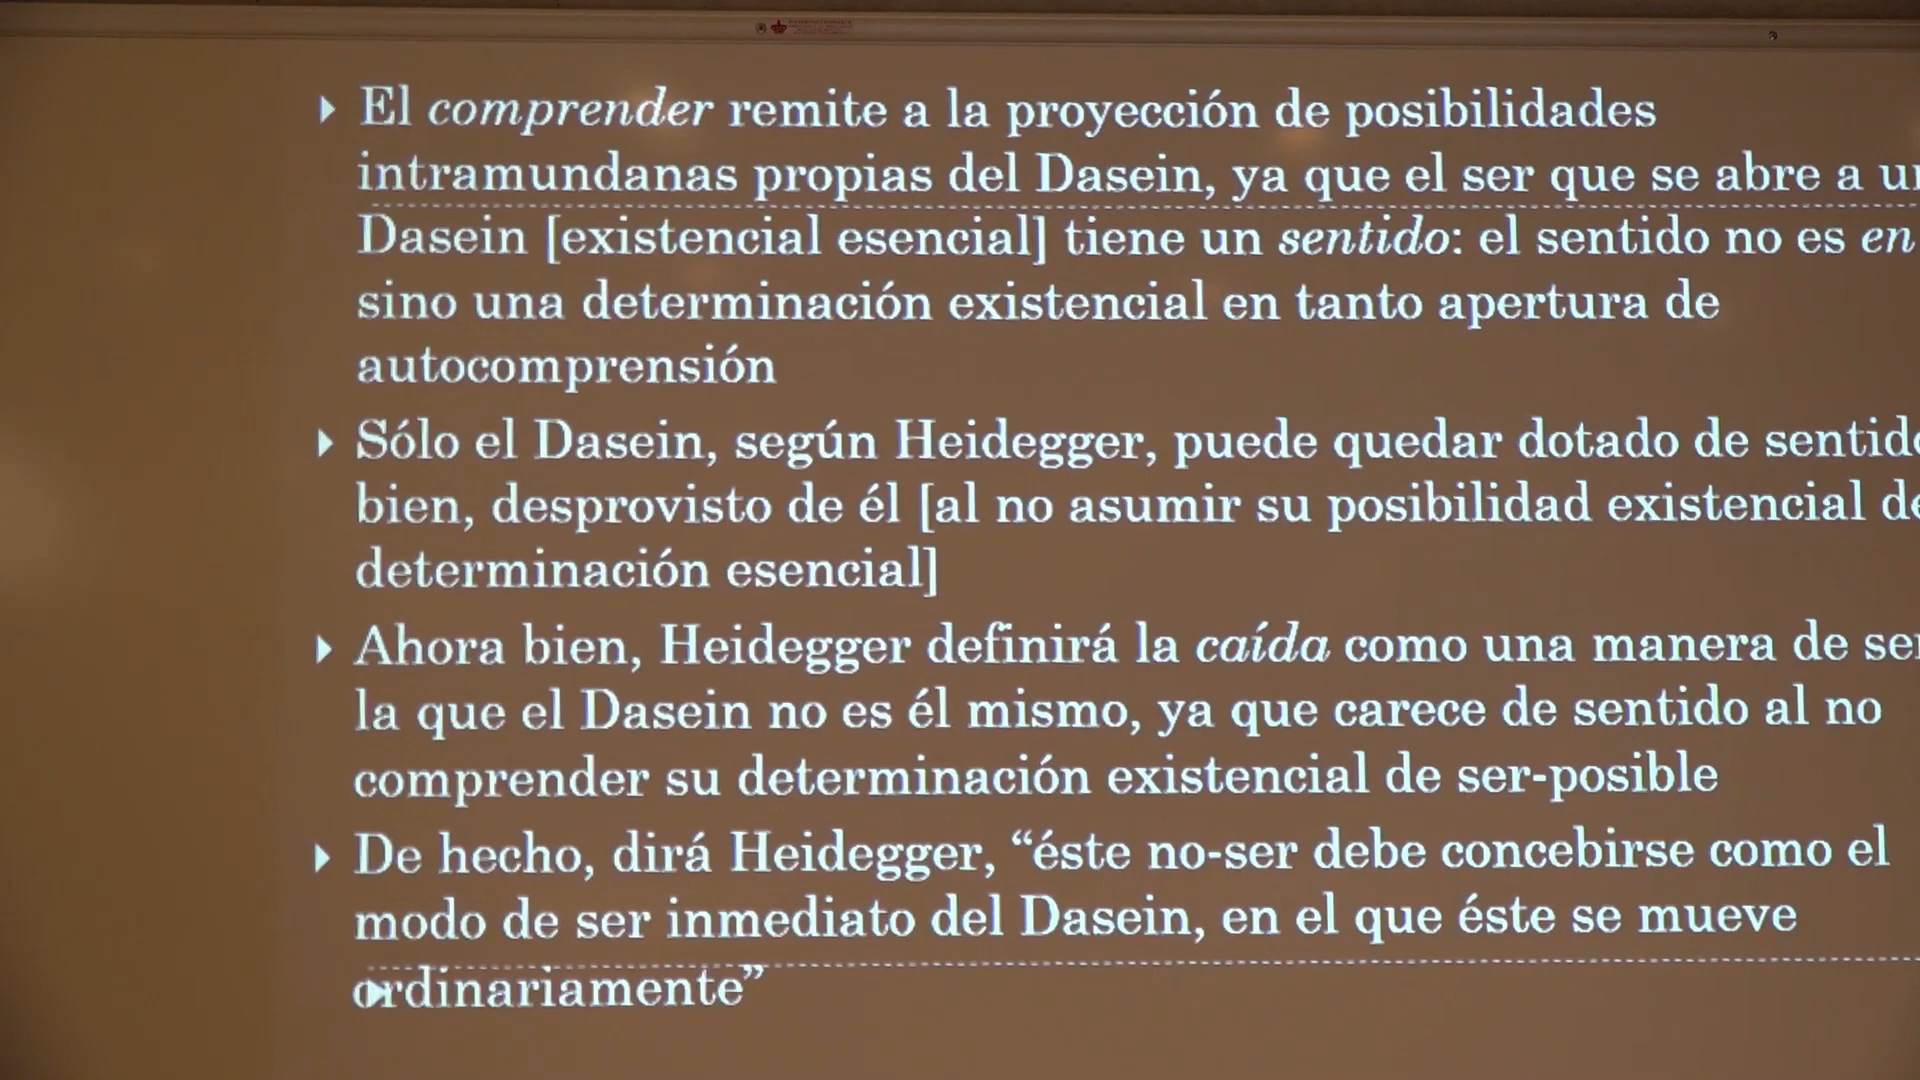 El comprender remite a la proyección de posibilidades
intramundanas propias del Dasein, ya que el ser que se abre a
Dasein [existencial esencial] tiene un sentido: el sentido no es en
sino una determinación existencial en tanto apertura de
autocomprensión
Sólo el Dasein, según Heidegger, puede quedar dotado de
bien, desprovisto de él [al no asumir su posibilidad existencial
determinación esencial]
Ahora bien, Heidegger definirá la caída como una manera de
la que el Dasein no es él mismo, ya que carece de sentido al no
comprender su determinación existencial de ser-posible
De hecho, dirá Heidegger, “éste no-ser debe concebirse como el
modo de ser inmediato del Dasein, en el que éste se mueve
ordinariamente”